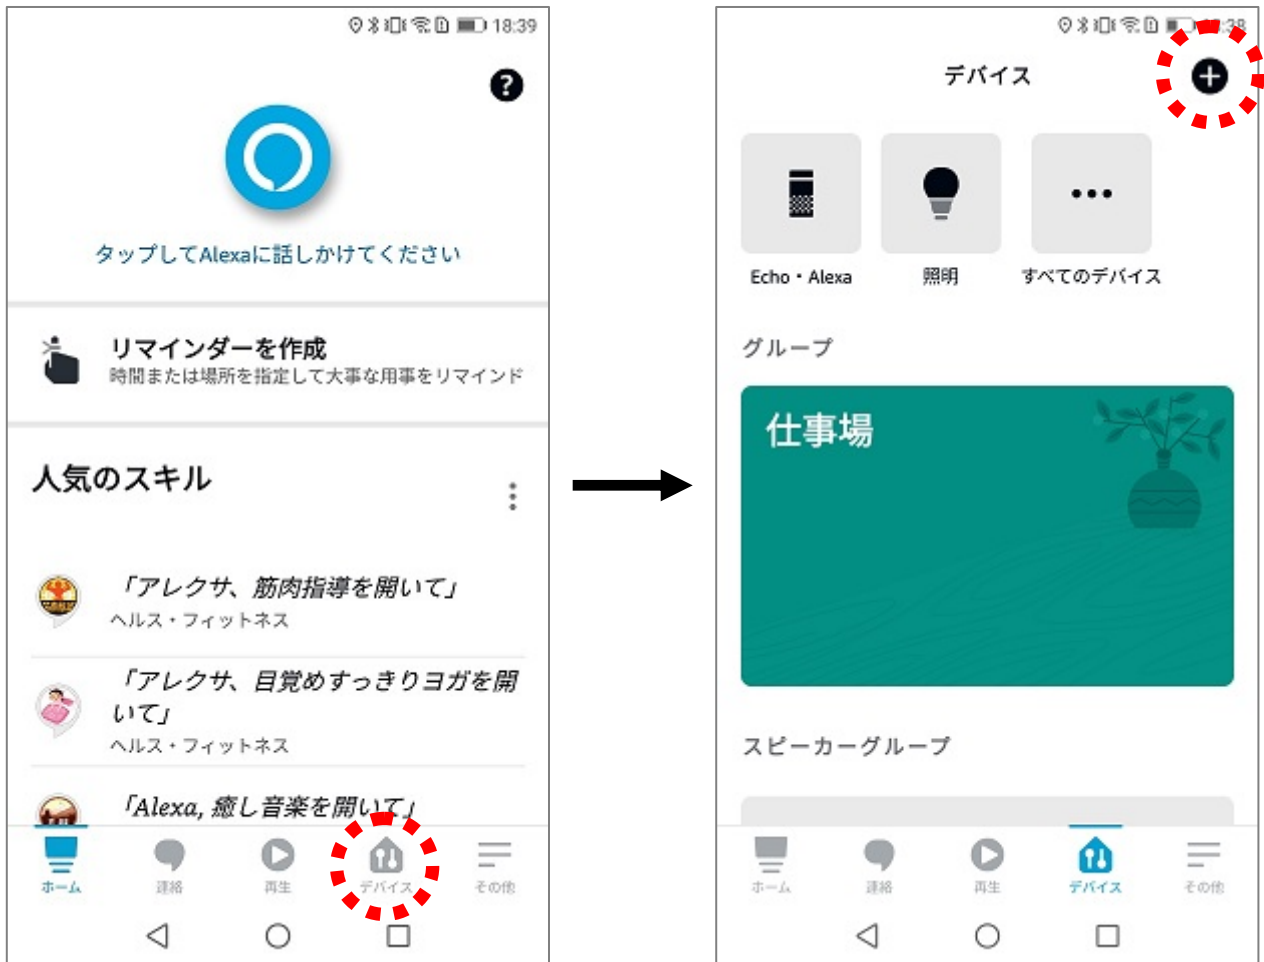 18:39
タップしてAlexaに話しかけてください
リマインダーを作成
時間または場所を指定して大事な用事をリマインド
人気のスキル
「アレクサ、筋肉指導を開いて」
ヘルス・フィットネス
「アレクサ、目覚めすっきりヨガを開
いて」
ヘルス・フィットネス
「Alexa, 癒し音楽を開いて」
ホーム
連絡
再生
デバイス
その他
デバイス
Echo・Alexa
照明
すべてのデバイス
グループ
仕事場
スピーカーグループ
ホーム
連絡
再生
デバイス
その他